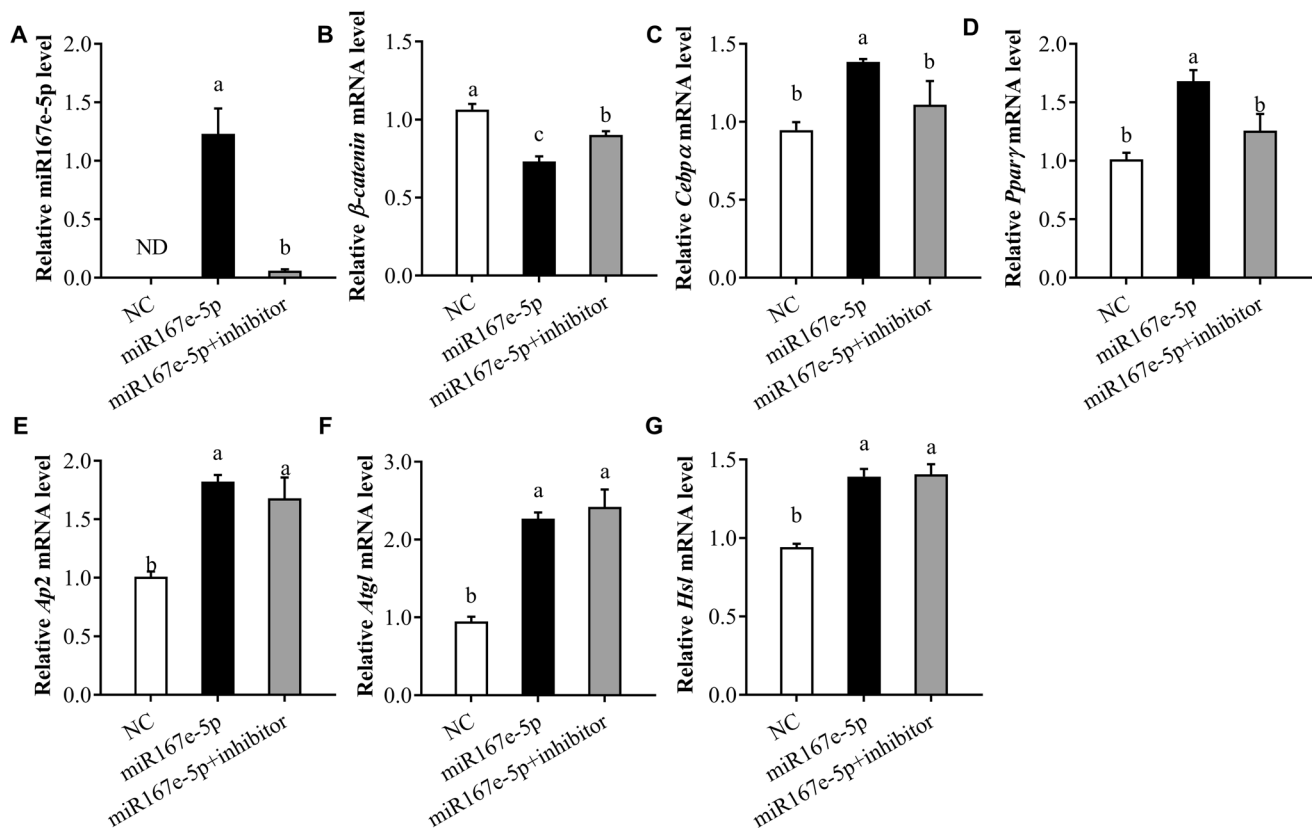 A
Relative miR167e-5p level
2.0
1.5
1.0
0.5
0.0
ND
a
b
NC
miR167e-5p
miR167e-5p+inhibitor
B
Relative β-catenin mRNA level
1.5
1.0
0.5
0.0
a
c
b
NC
miR167e-5p
miR167e-5p+inhibitor
C
Relative Cebpα mRNA level
1.5
1.0
0.5
0.0
b
a
b
NC
miR167e-5p
miR167e-5p+inhibitor
D
Relative Pparγ mRNA level
2.0
1.5
1.0
0.5
0.0
b
a
b
NC
miR167e-5p
miR167e-5p+inhibitor
E
Relative Ap2 mRNA level
2.0
1.5
1.0
0.5
0.0
b
a
a
NC
miR167e-5p
miR167e-5p+inhibitor
F
Relative Atgl mRNA level
3.0
2.0
1.0
0.0
b
a
a
NC
miR167e-5p
miR167e-5p+inhibitor
G
Relative Hsl mRNA level
1.5
1.0
0.5
0.0
b
a
a
NC
miR167e-5p
miR167e-5p+inhibitor